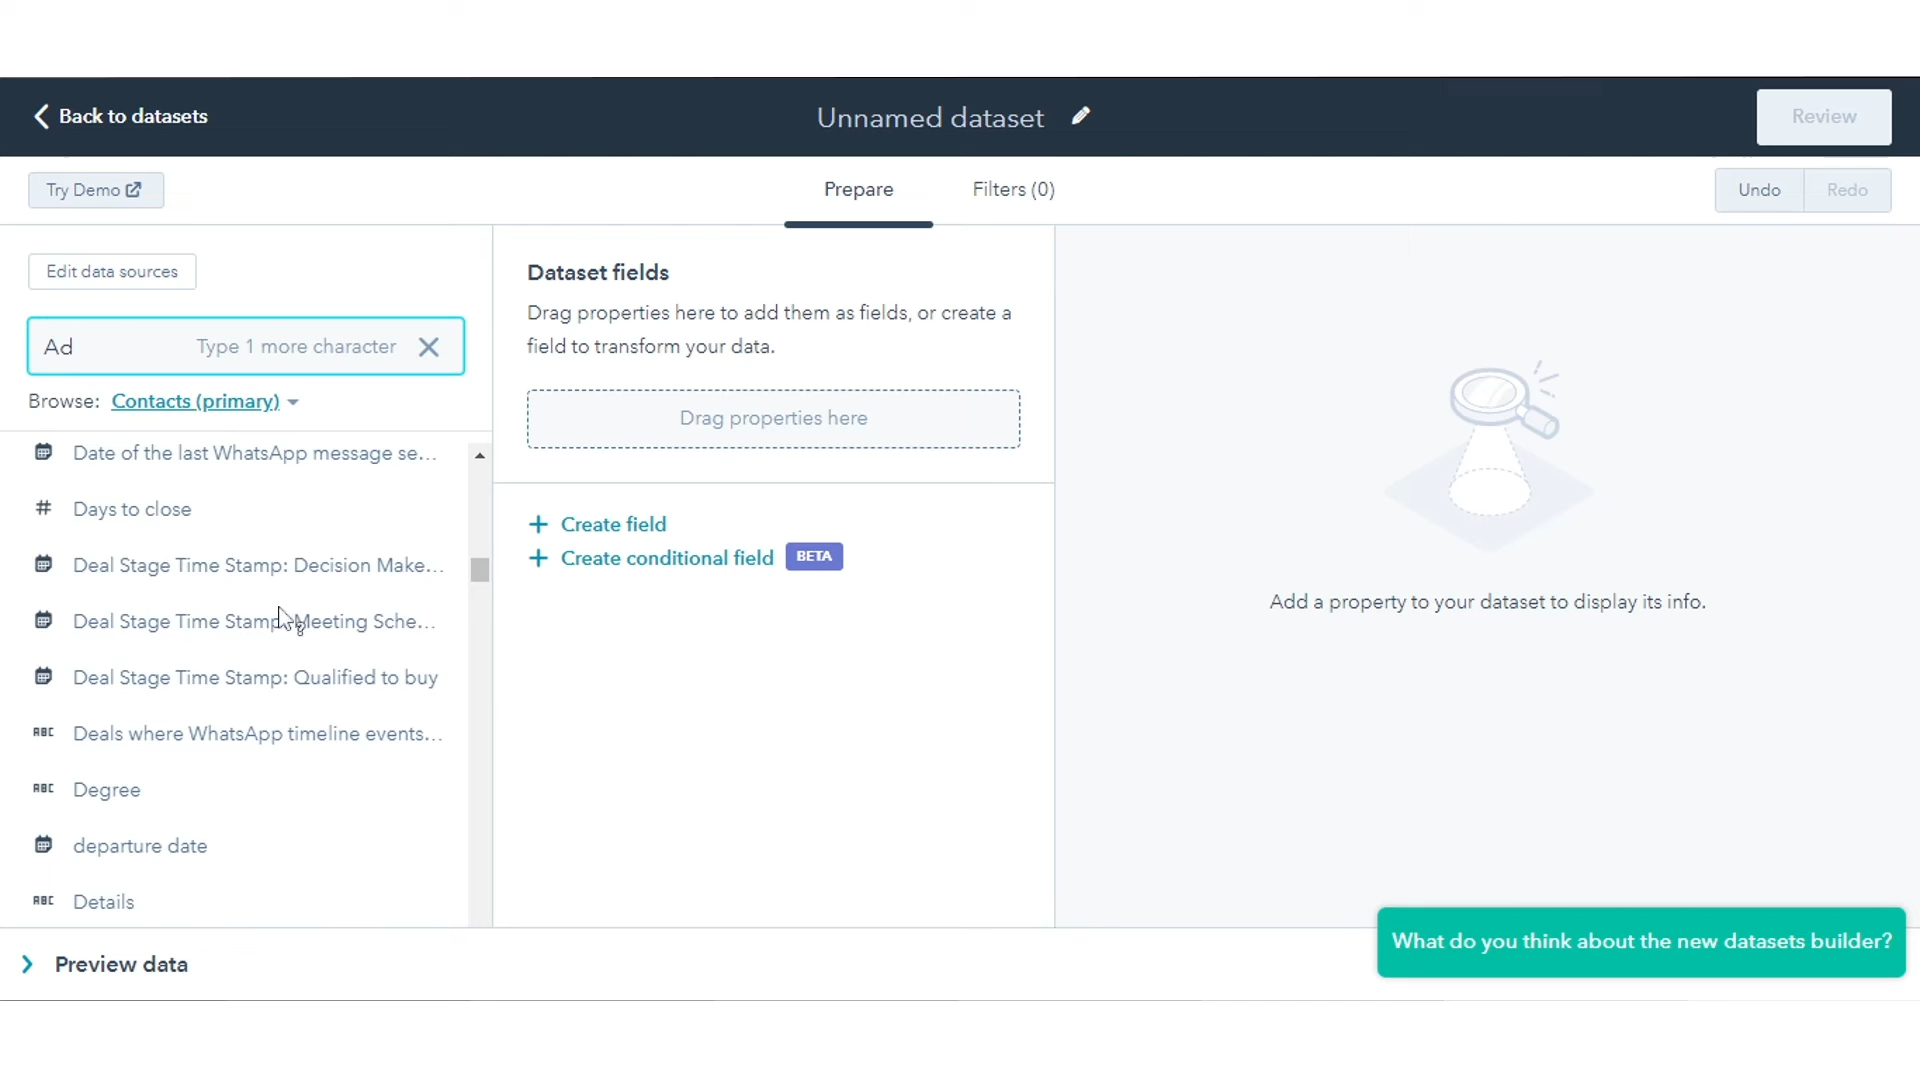 Back to datasets
Unnamed dataset
Review
Try Demo
Prepare
Filters (0)
Undo
Redo
Edit data sources
Ad
Type 1 more character
Browse: Contacts (primary)
Date of the last WhatsApp message se...
# Days to close
Deal Stage Time Stamp: Decision Make...
Deal Stage Time Stamp: Meeting Sche...
Deal Stage Time Stamp: Qualified to buy
ABC Deals where WhatsApp timeline events...
ABC Degree
departure date
ABC Details
Dataset fields
Drag properties here to add them as fields, or create a
field to transform your data.
Drag properties here
+ Create field
+ Create conditional field BETA
Add a property to your dataset to display its info.
What do you think about the new datasets builder?
Preview data